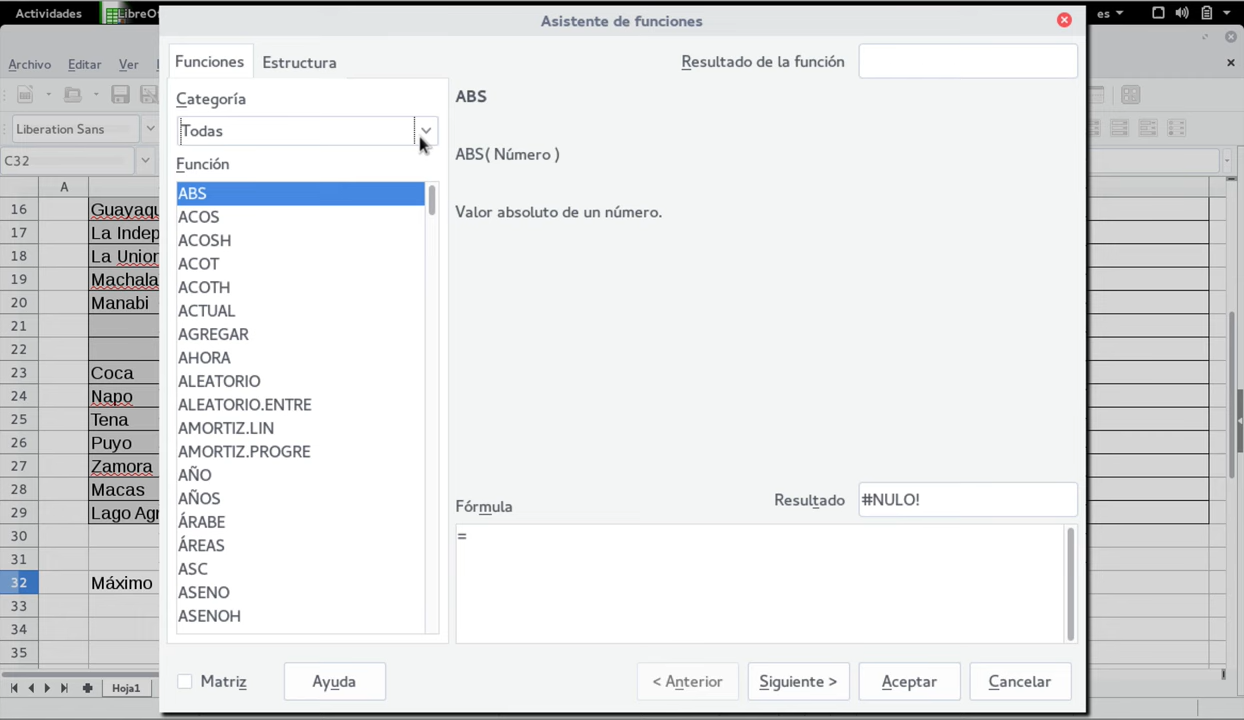 Actividades LibreOf es
Asistente de funciones
Archivo Editar Ver
Liberation Sans
C32
A
16 Guayaqu
17 La Indep
18 La Union
19 Machala
20 Manabi
21
22
23 Coca
24 Napo
25 Tena
26 Puyo
27 Zamora
28 Macas
29 Lago Agr
30
31
32 Máximo
33
34
35
Hoja1
Funciones Estructura
Resultado de la función
Categoría
Todas
Función
ABS
ACOS
ACOSH
ACOT
ACOTH
ACTUAL
AGREGAR
AHORA
ALEATORIO
ALEATORIO.ENTRE
AMORTIZ.LIN
AMORTIZ.PROGRE
AÑO
AÑOS
ÁRABE
ÁREAS
ASC
ASENO
ASENOH
ABS
ABS( Número )
Valor absoluto de un número.
Fórmula Resultado #NULO!
=
Matriz Ayuda < Anterior Siguiente > Aceptar Cancelar